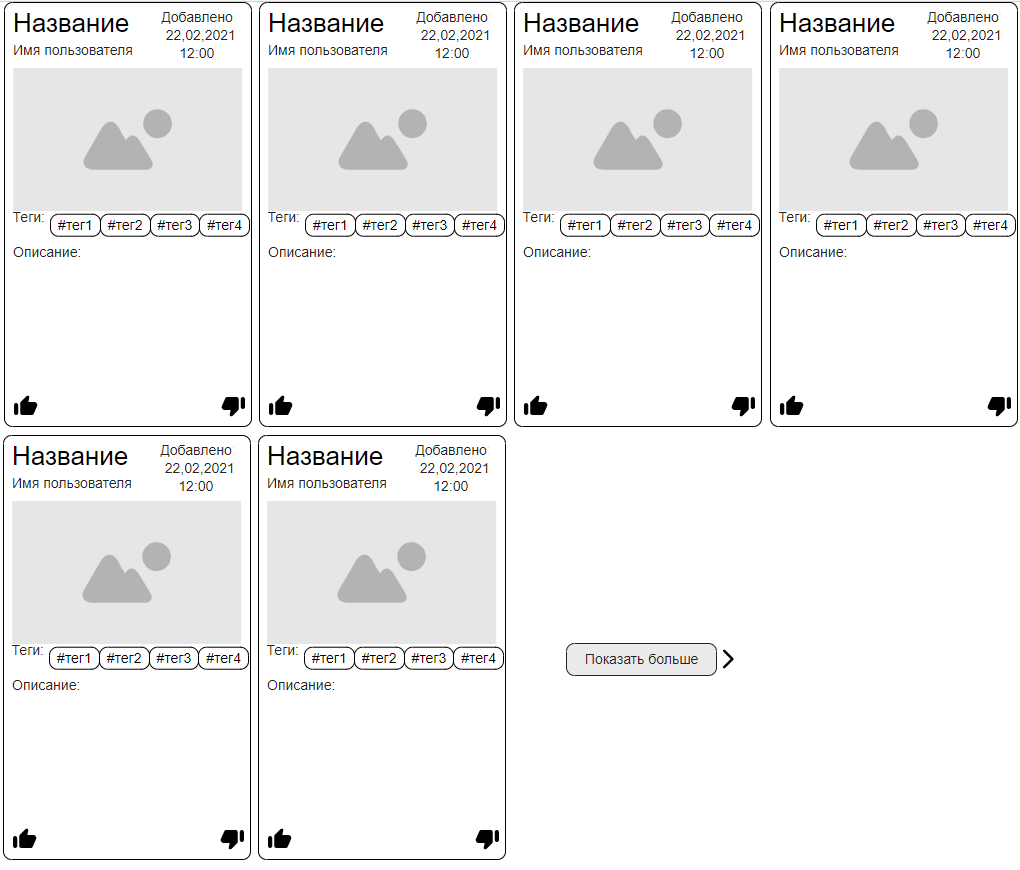 Название
Добавлено
22,02,2021
12:00
Имя пользователя
Теги: #тег1 #тег2 #тег3 #тег4
Описание:
Название
Добавлено
22,02,2021
12:00
Имя пользователя
Теги: #тег1 #тег2 #тег3 #тег4
Описание:
Название
Добавлено
22,02,2021
12:00
Имя пользователя
Теги: #тег1 #тег2 #тег3 #тег4
Описание:
Название
Добавлено
22,02,2021
12:00
Имя пользователя
Теги: #тег1 #тег2 #тег3 #тег4
Описание:
Название
Добавлено
22,02,2021
12:00
Имя пользователя
Теги: #тег1 #тег2 #тег3 #тег4
Описание:
Название
Добавлено
22,02,2021
12:00
Имя пользователя
Теги: #тег1 #тег2 #тег3 #тег4
Описание:
Показать больше